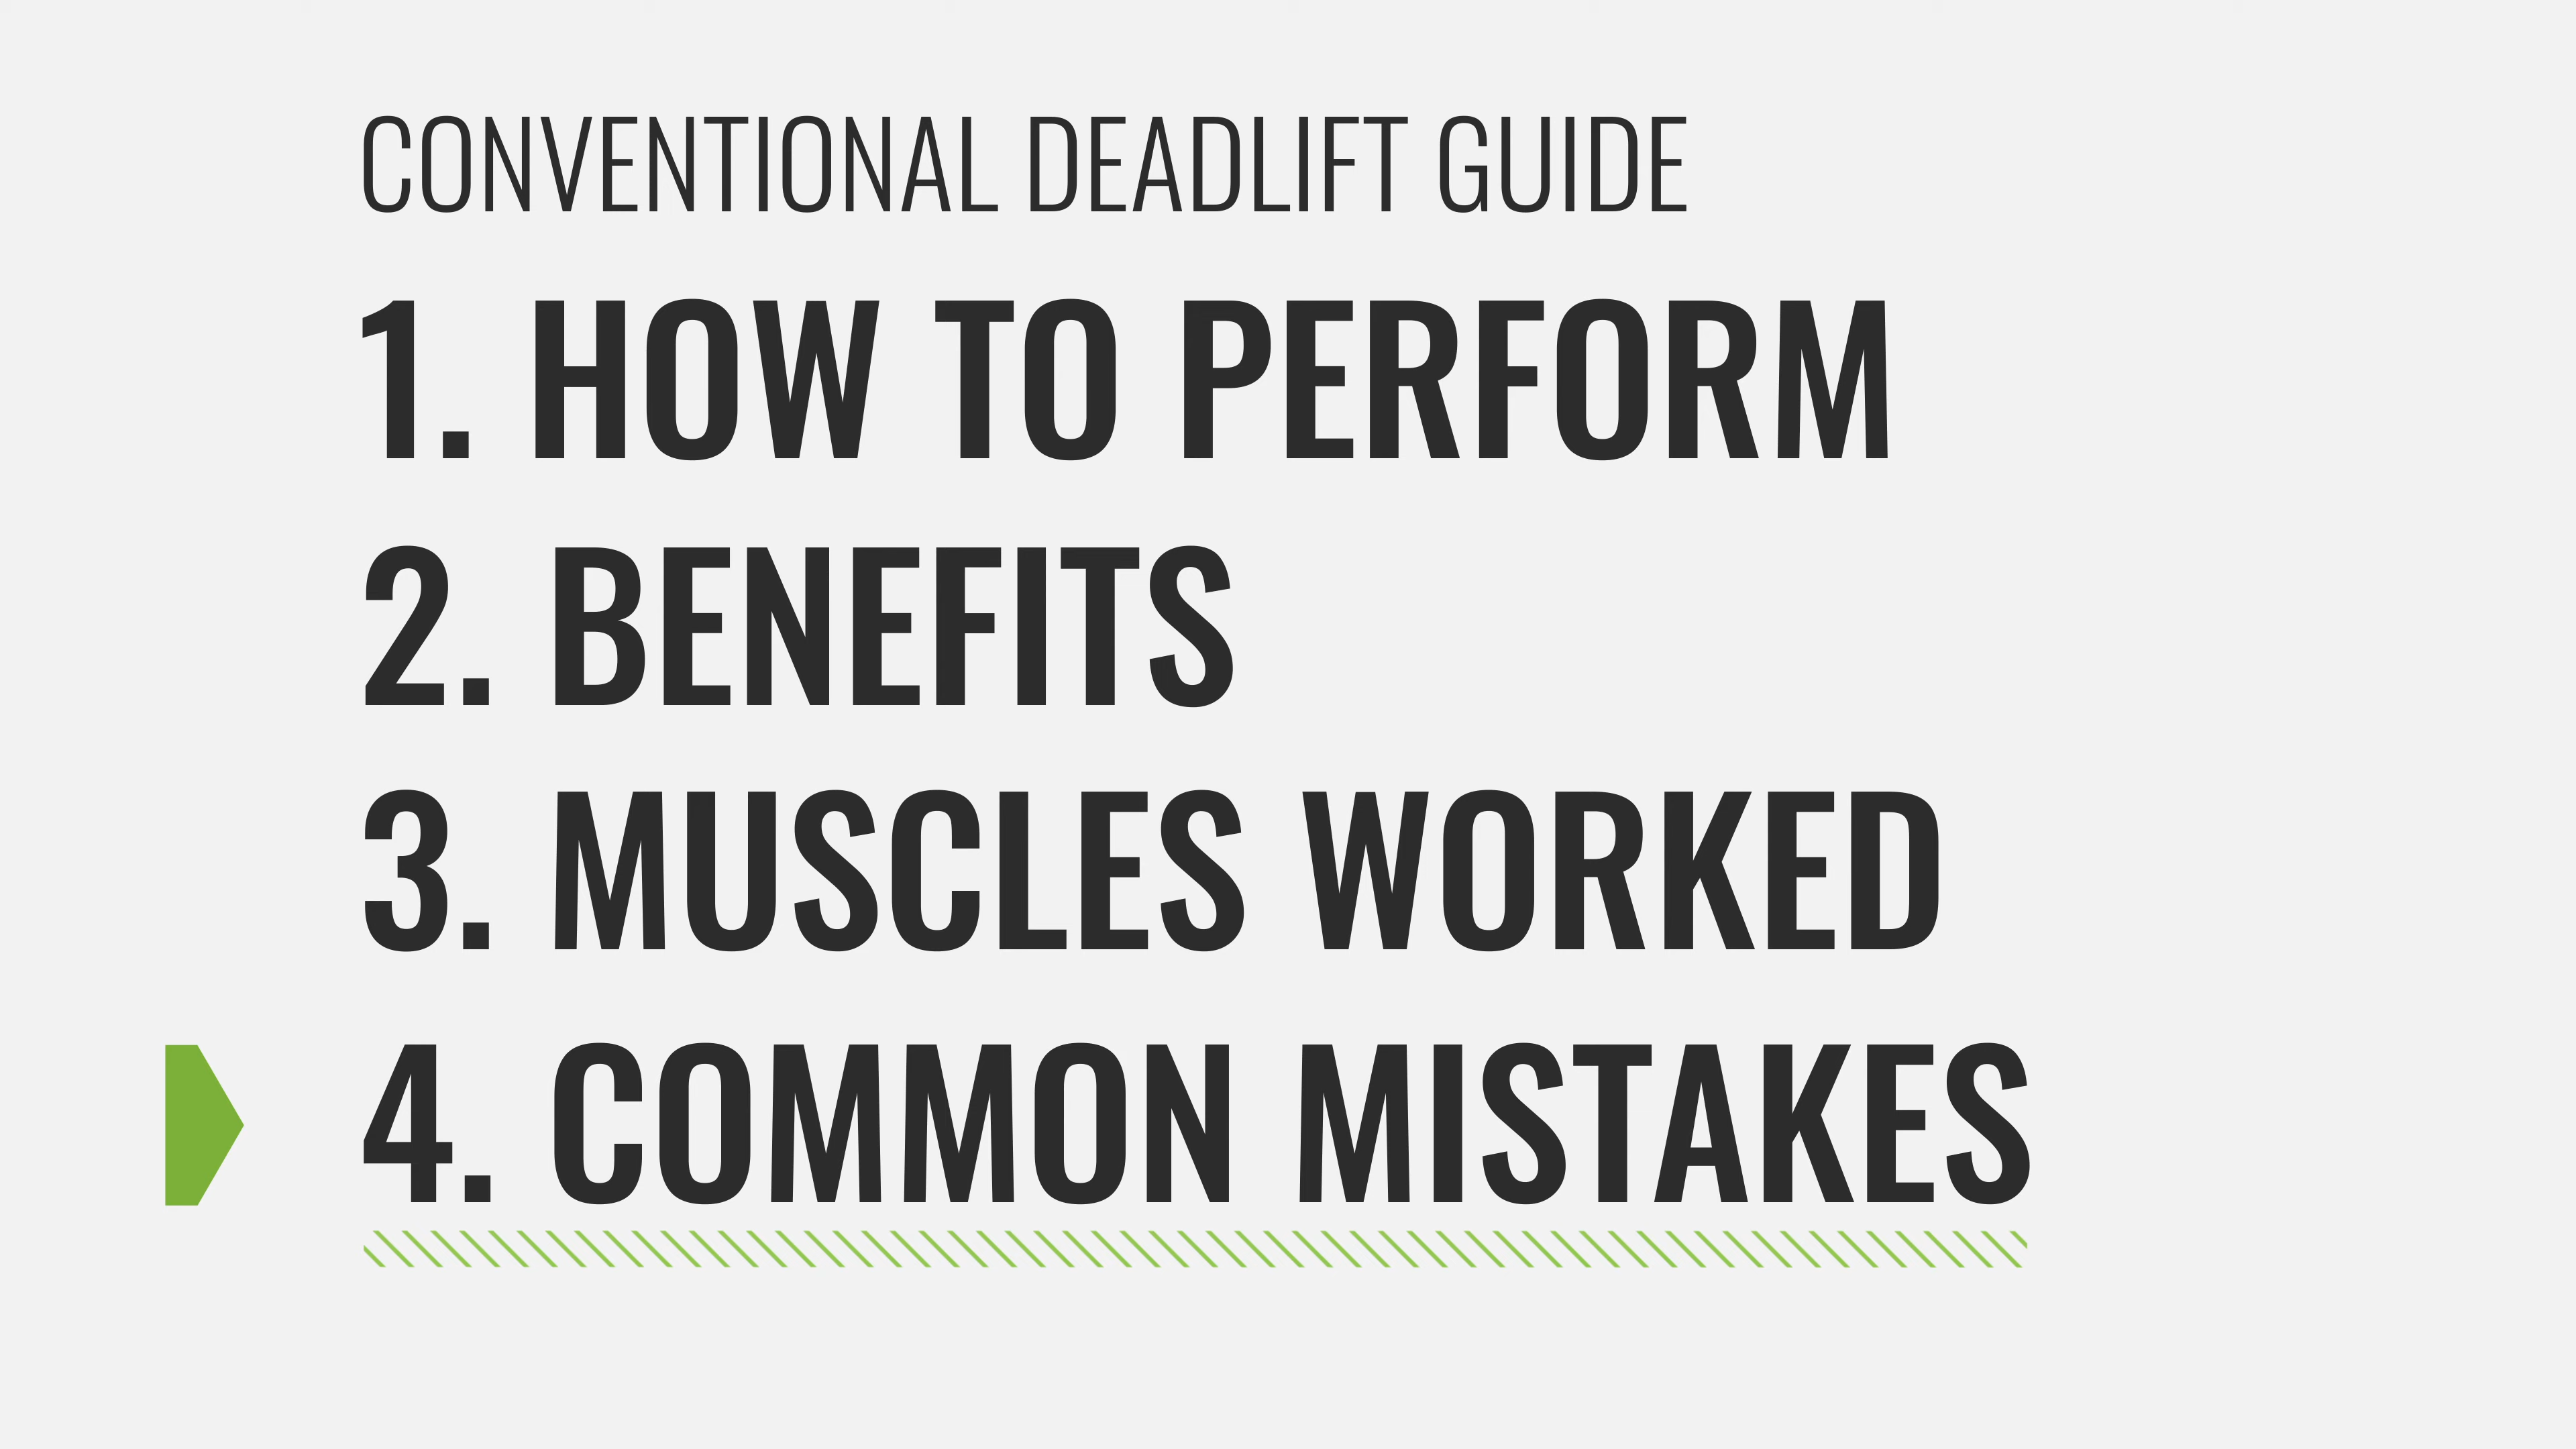 CONVENTIONAL DEADLIFT GUIDE
1. HOW TO PERFORM
2. BENEFITS
3. MUSCLES WORKED
4. COMMON MISTAKES